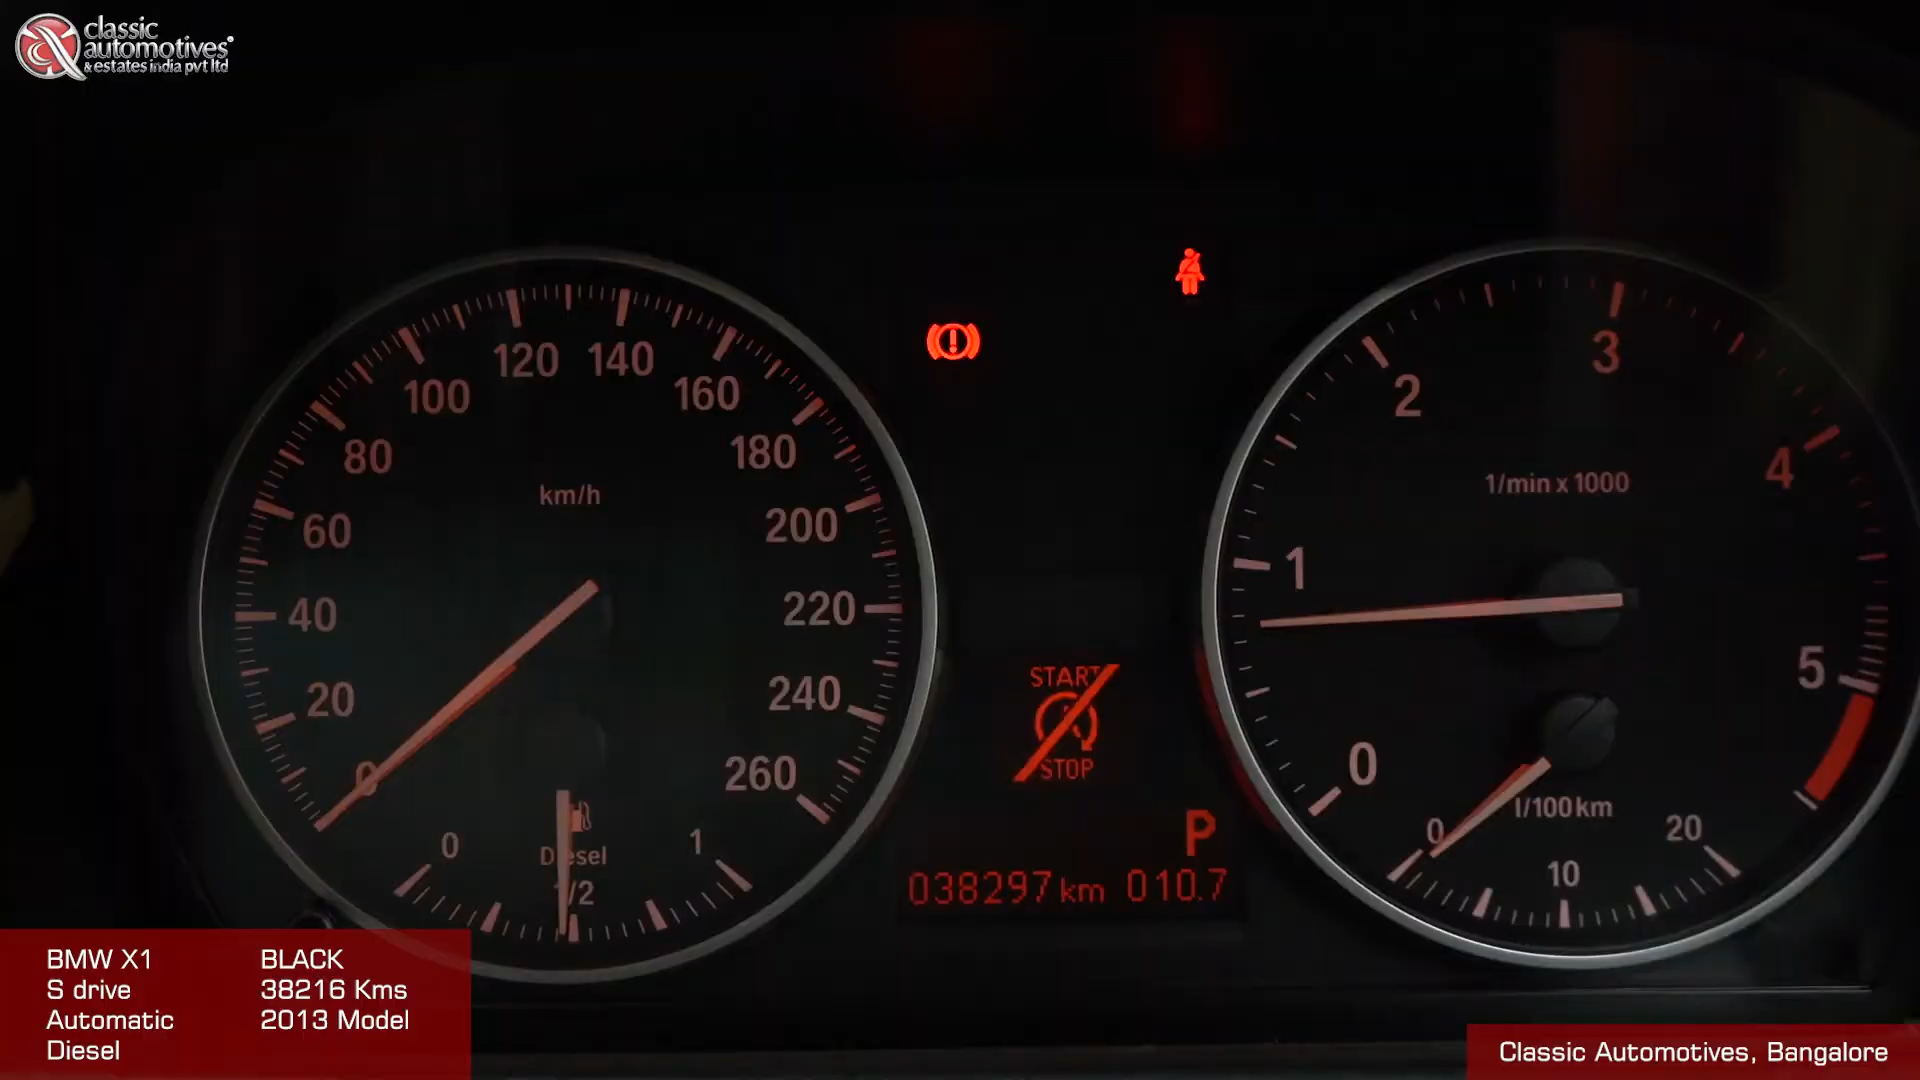 classic
automotives
& estates india pvt ltd
0
20
40
60
80
100
120
140
160
180
200
220
240
260
km/h
0
Diesel
1/2
1
START
STOP
P
038297 km 010.7
0
1
2
3
4
5
1/min x 1000
l/100km
0
10
20
BMW X1
S drive
Automatic
Diesel
BLACK
38216 Kms
2013 Model
Classic Automotives, Bangalore